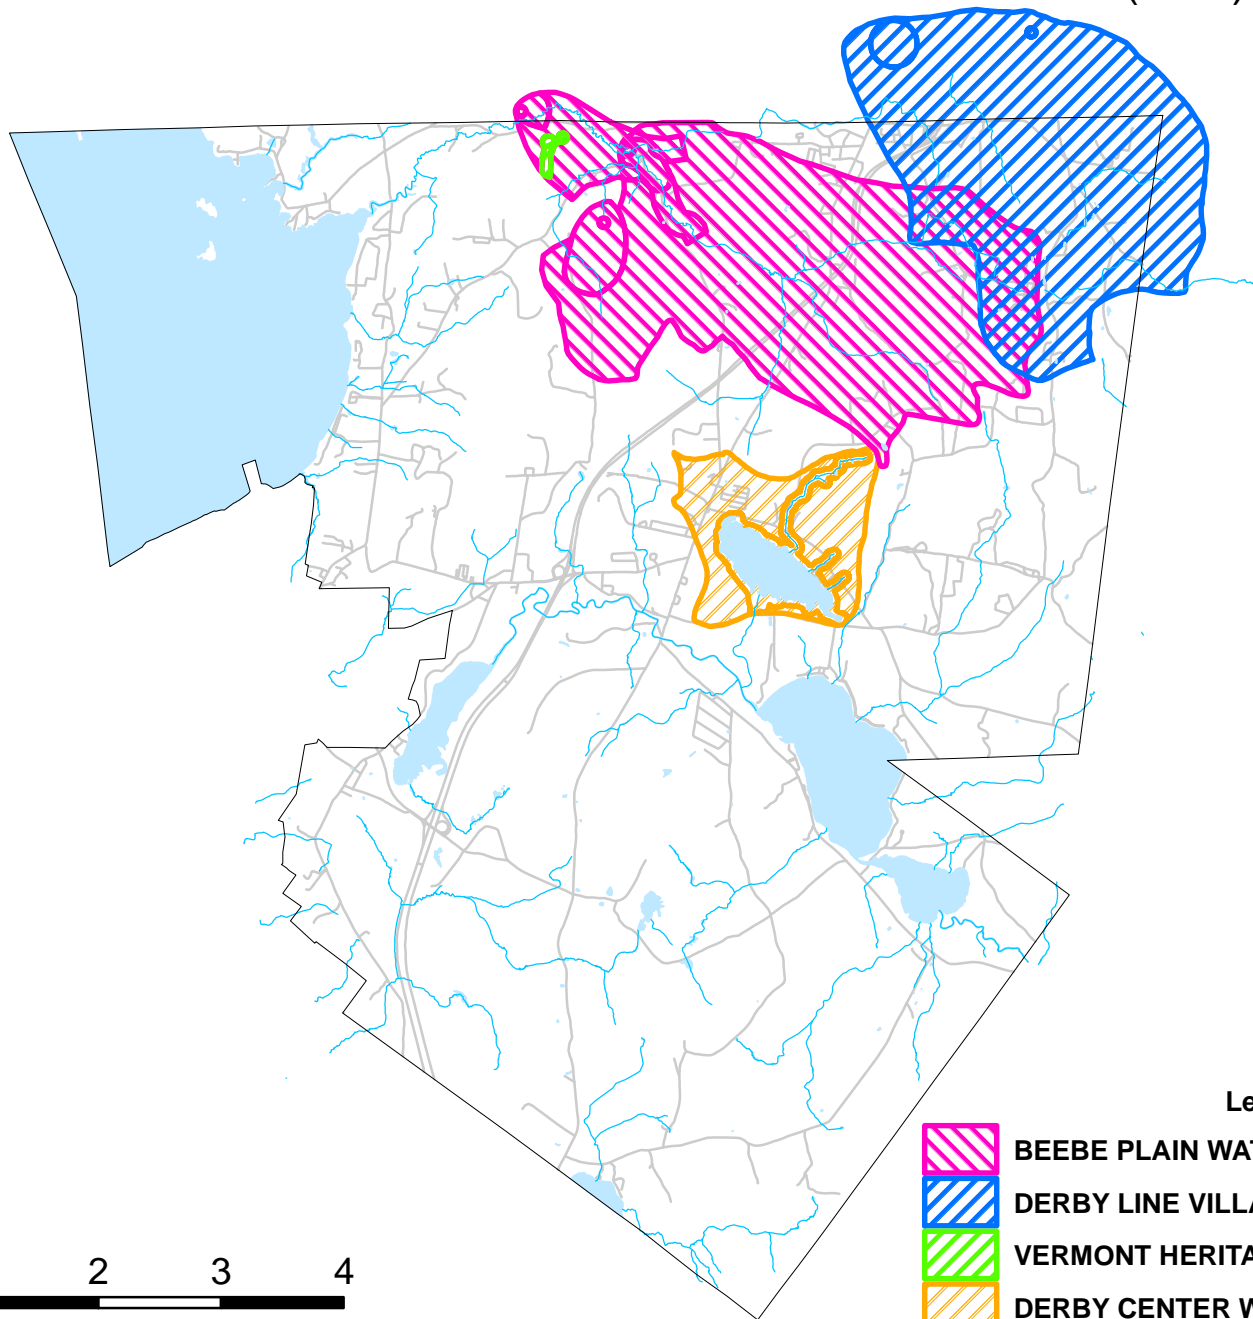 Le
BEEBE PLAIN WAT
DERBY LINE VILLA
VERMONT HERITA
DERBY CENTER W
2 3 4